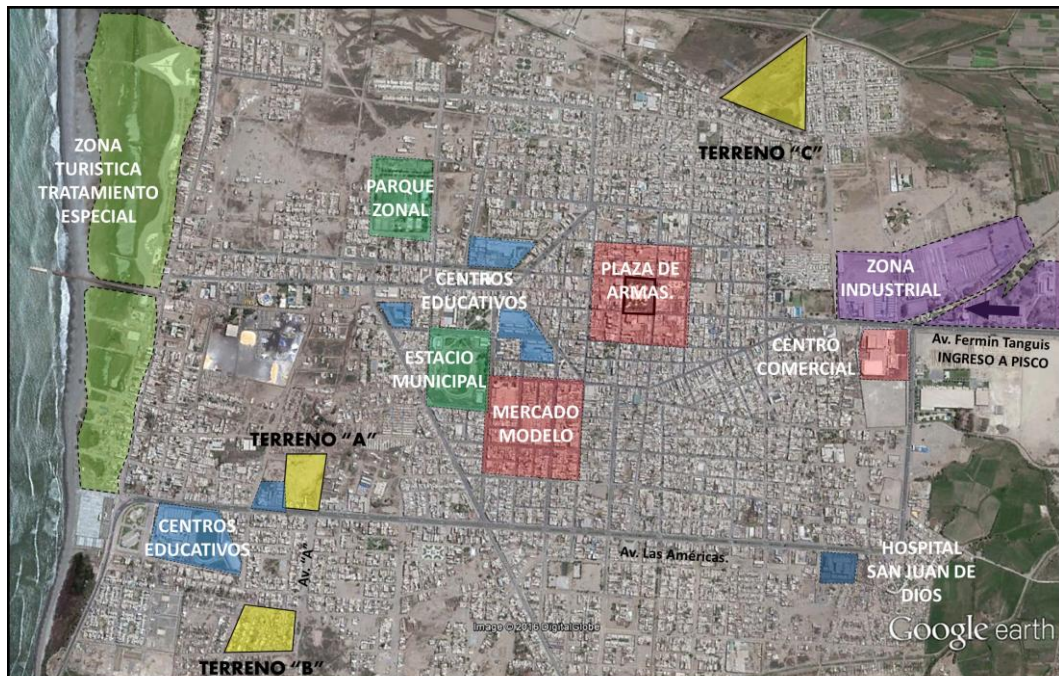 TERRENO "C"
ZONA
TURISTICA
TRATAMIENTO
ESPECIAL
PARQUE
ZONAL
CENTROS
EDUCATIVOS
PLAZA DE
ARMAS.
ZONA
INDUSTRIAL
Av. Fermín Tanguis
INGRESO A PISCO
CENTRO
COMERCIAL
ESTACIO
MUNICIPAL
MERCADO
MODELO
TERRENO "A"
CENTROS
EDUCATIVOS
Av. "A"
Av. Las Américas.
HOSPITAL
SAN JUAN DE
DIOS
TERRENO "B"
Image © 2016 DigitalGlobe
Google earth